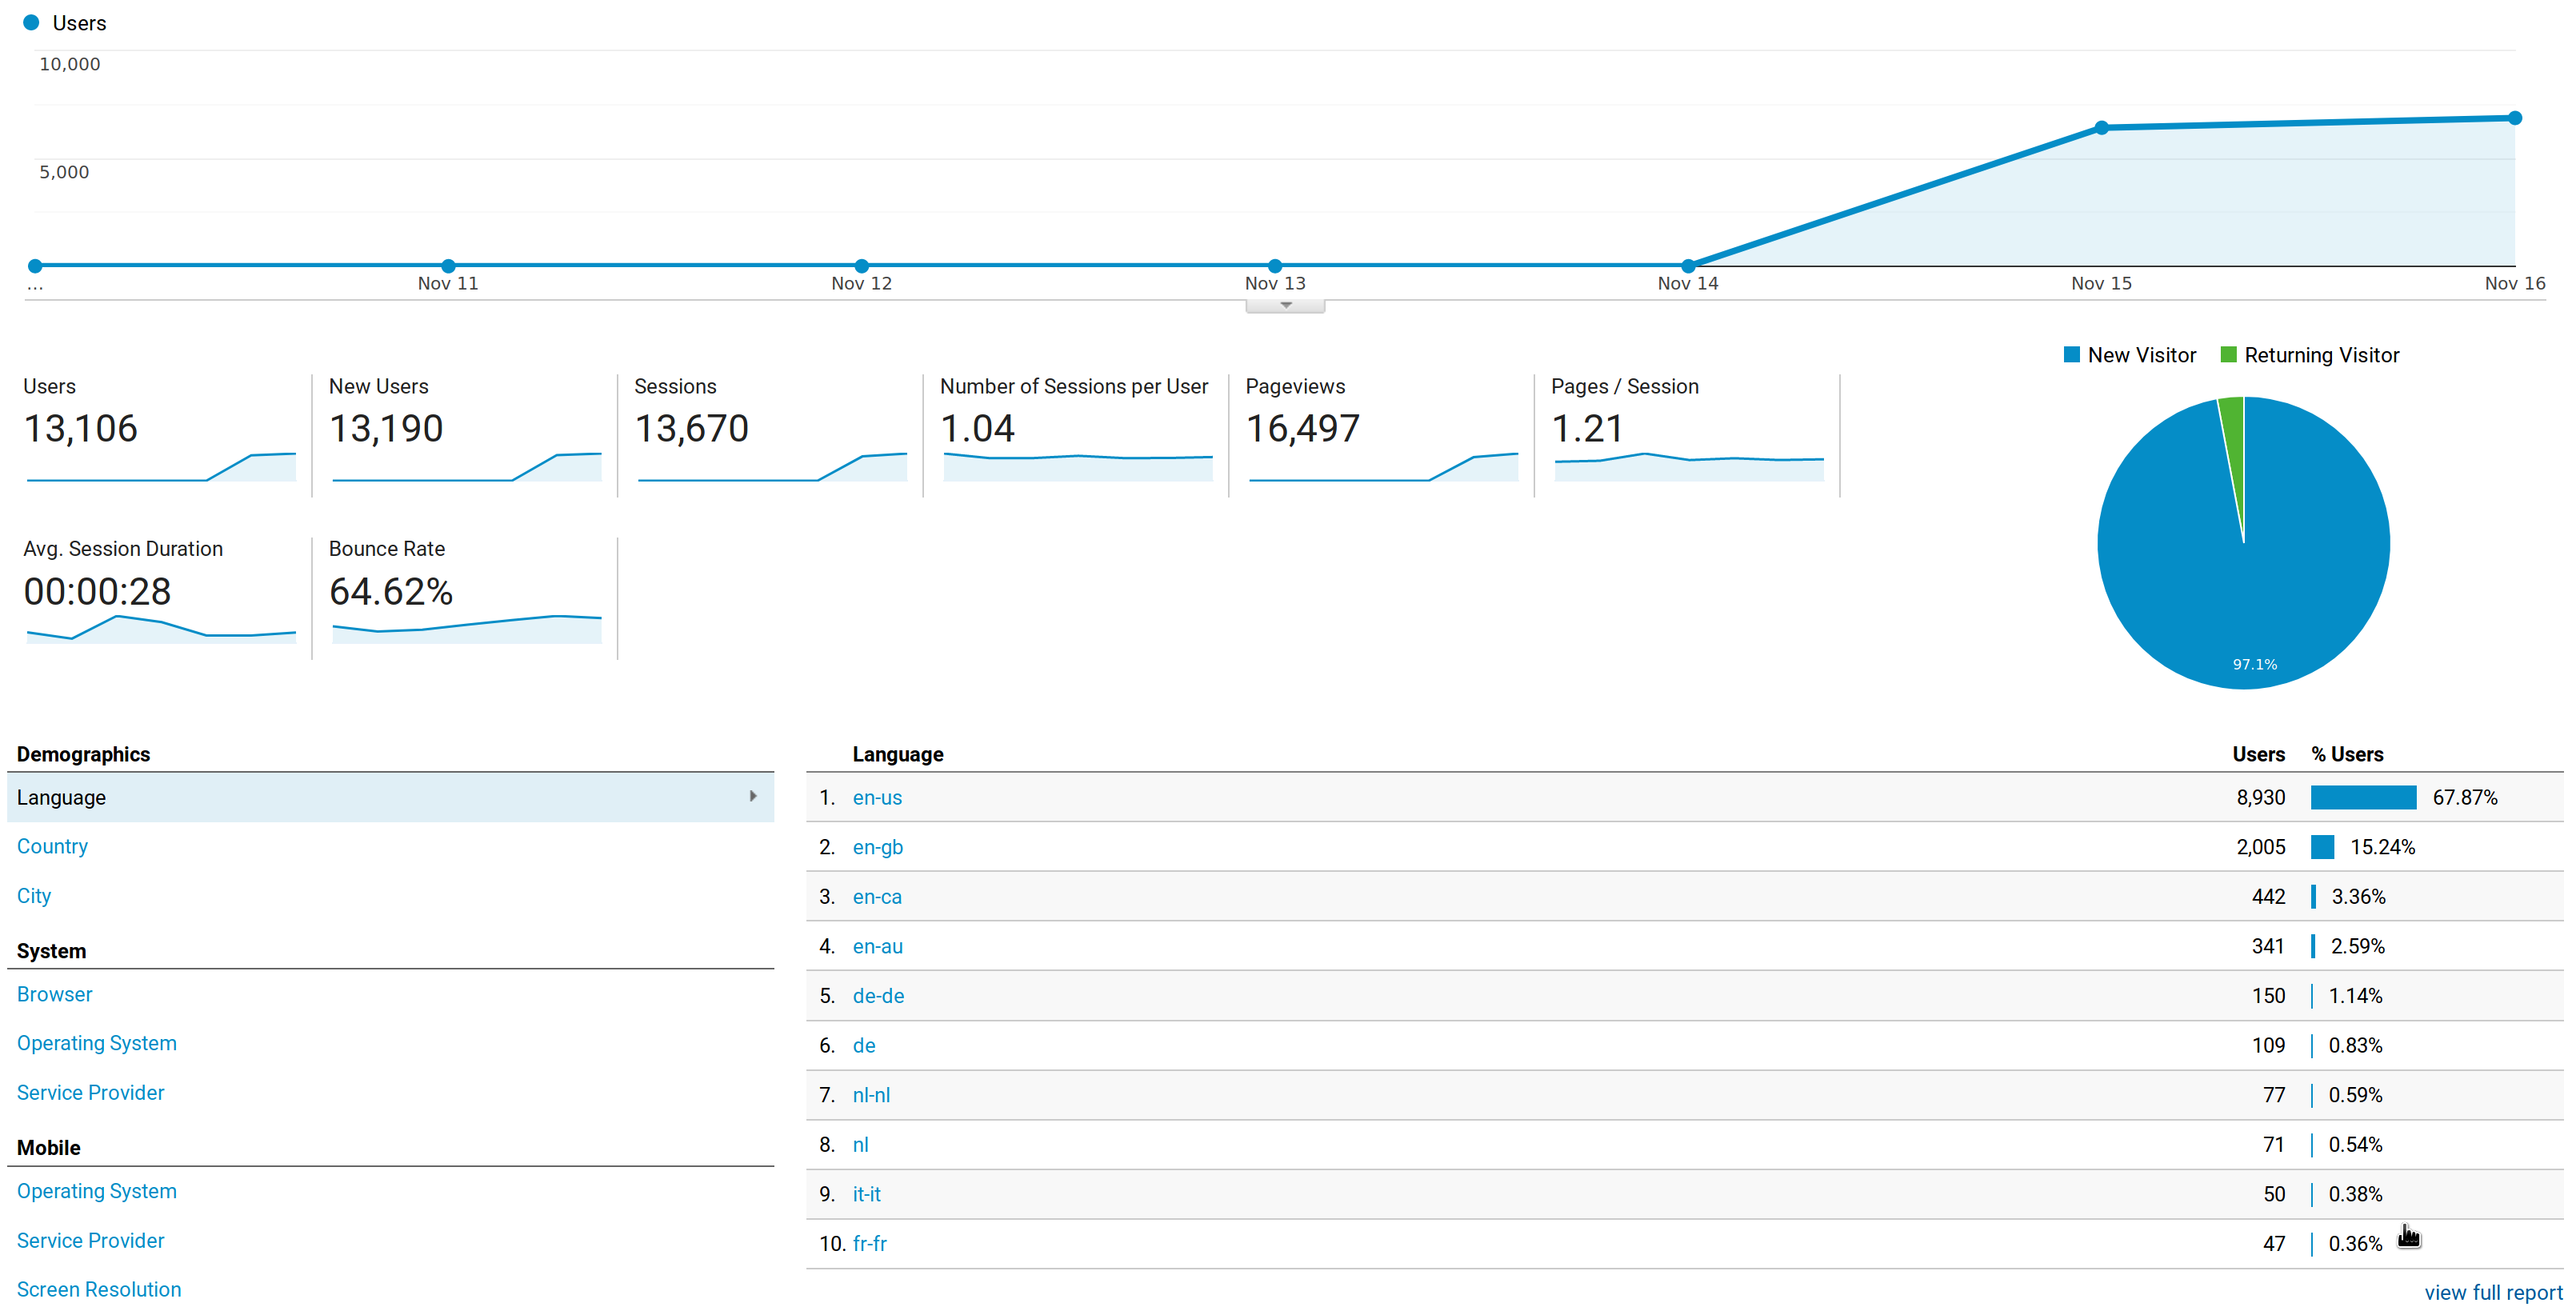 Users
10,000
5,000
... Nov 11 Nov 12 Nov 13 Nov 14 Nov 15 Nov 16
New Visitor Returning Visitor
Users New Users Sessions Number of Sessions per User Pageviews Pages / Session
13,106 13,190 13,670 1.04 16,497 1.21
Avg. Session Duration Bounce Rate
00:00:28 64.62%
97.1%
Demographics
Language
Country
City
System
Browser
Operating System
Service Provider
Mobile
Operating System
Service Provider
Screen Resolution
Language Users % Users
1. en-us 8,930 67.87%
2. en-gb 2,005 15.24%
3. en-ca 442 3.36%
4. en-au 341 2.59%
5. de-de 150 1.14%
6. de 109 0.83%
7. nl-nl 77 0.59%
8. nl 71 0.54%
9. it-it 50 0.38%
10. fr-fr 47 0.36%
view full report